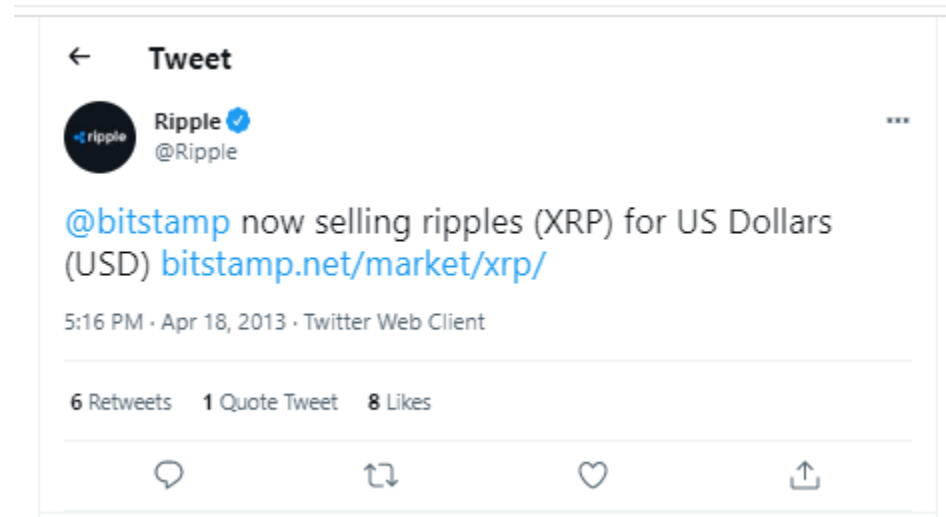 Tweet
ripple
Ripple
@Ripple
@bitstamp now selling ripples (XRP) for US Dollars
(USD) bitstamp.net/market/xrp/
5:16 PM · Apr 18, 2013 · Twitter Web Client
6 Retweets 1 Quote Tweet 8 Likes